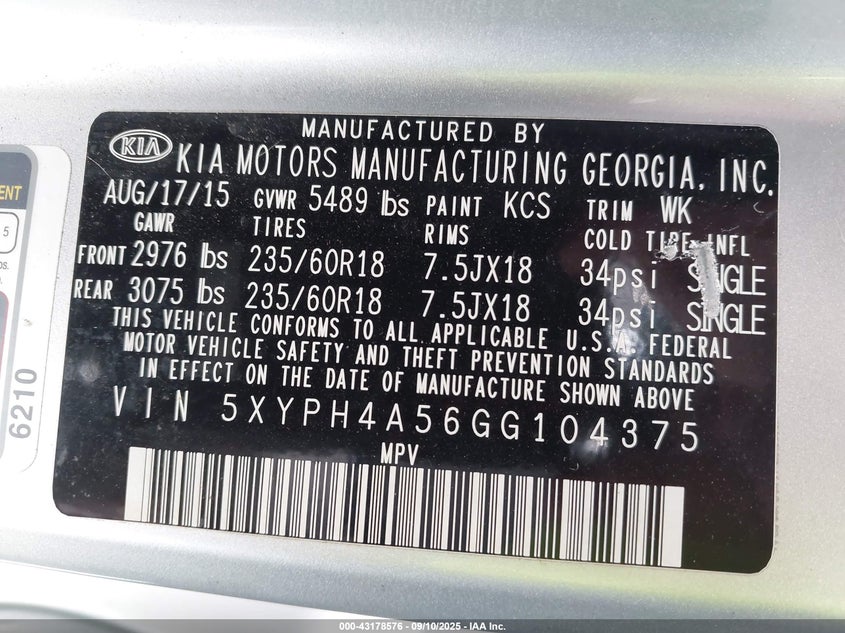 MANUFACTURED BY
KIA KIA MOTORS MANUFACTURING GEORGIA, INC.
AUG/17/15 GVWR 5489 lbs PAINT KCS TRIM WK
GAWR TIRES RIMS COLD TIRE INFL
FRONT 2976 lbs 235/60R18 7.5JX18 34psi SINGLE
REAR 3075 lbs 235/60R18 7.5JX18 34psi SINGLE
THIS VEHICLE CONFORMS TO ALL APPLICABLE U.S.A. FEDERAL
MOTOR VEHICLE SAFETY AND THEFT PREVENTION STANDARDS
IN EFFECT ON THE DATE OF MANUFACTURE SHOWN ABOVE
VIN 5XYPH4A56GG104375
MPV
5
6210
000-43178576 - 09/10/2025 - IAA Inc.